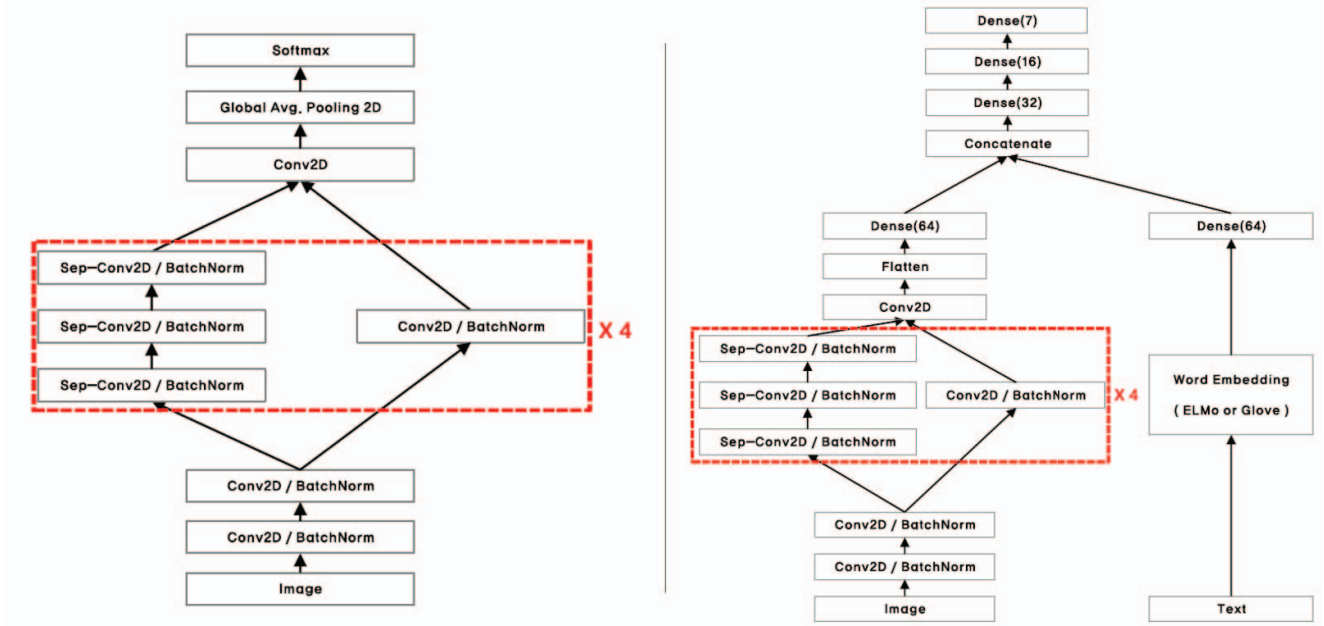 Softmax
Global Avg. Pooling 2D
Conv2D
Sep-Conv2D / BatchNorm
Sep-Conv2D / BatchNorm
Conv2D / BatchNorm
X 4
Sep-Conv2D / BatchNorm
Conv2D / BatchNorm
Conv2D / BatchNorm
Image
Dense(7)
Dense(16)
Dense(32)
Concatenate
Dense(64)
Dense(64)
Flatten
Conv2D
Sep-Conv2D / BatchNorm
Sep-Conv2D / BatchNorm
Conv2D / BatchNorm
X 4
Sep-Conv2D / BatchNorm
Word Embedding
( ELMo or Glove )
Conv2D / BatchNorm
Conv2D / BatchNorm
Image
Text